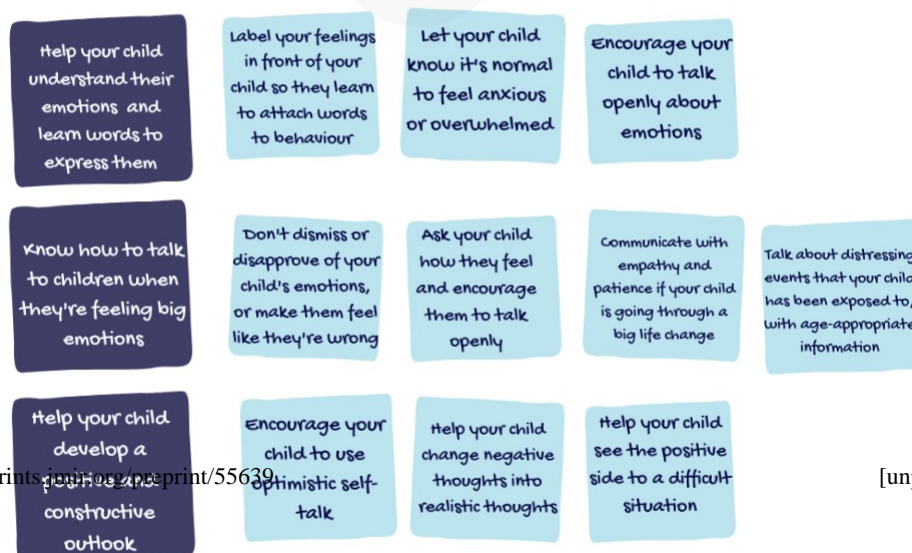 Help your child
understand their
emotions and
learn words to
express them
Label your feelings
in front of your
child so they learn
to attach words
to behaviour
Let your child
know it's normal
to feel anxious
or overwhelmed
Encourage your
child to talk
openly about
emotions
Know how to talk
to children when
they're feeling big
emotions
Don't dismiss or
disapprove of your
child's emotions,
or make them feel
like they're wrong
Ask your child
how they feel
and encourage
them to talk
openly
Communicate with
empathy and
patience if your child
is going through a
big life change
Talk about distressing
events that your child
has been exposed to,
with age-appropriate
information
Help your child
develop a
positive and
constructive
outlook
Encourage your
child to use
optimistic self-
talk
Help your child
change negative
thoughts into
realistic thoughts
Help your child
see the positive
side to a difficult
situation
rints.jmir.org/preprint/55639
[unp